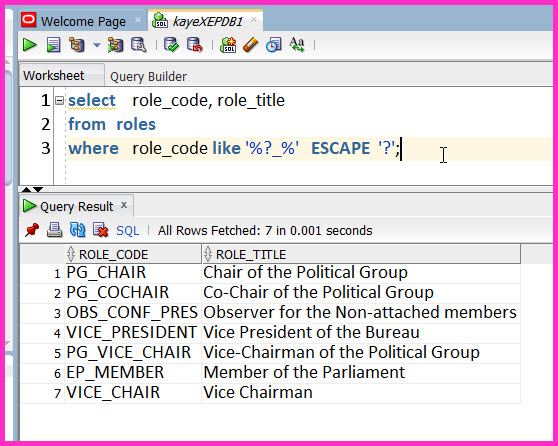 Welcome Page × kayeXEPDB1 ×
Worksheet Query Builder
1 select role_code, role_title
2 from roles
3 where role_code like '%?_%' ESCAPE '?';
Query Result ×
SQL | All Rows Fetched: 7 in 0.001 seconds
ROLE_CODE ROLE_TITLE
1 PG_CHAIR Chair of the Political Group
2 PG_COCHAIR Co-Chair of the Political Group
3 OBS_CONF_PRES Observer for the Non-attached members
4 VICE_PRESIDENT Vice President of the Bureau
5 PG_VICE_CHAIR Vice-Chairman of the Political Group
6 EP_MEMBER Member of the Parliament
7 VICE_CHAIR Vice Chairman